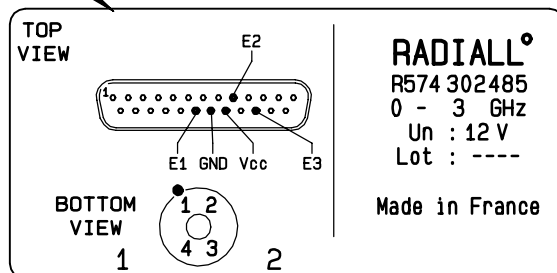 TOP
VIEW
E2
1
E1 GND Vcc E3
BOTTOM
VIEW
1 2
4 3
1 2
RADIALL°
R574 302485
0 - 3 GHz
Un : 12 V
Lot : ----
Made in France